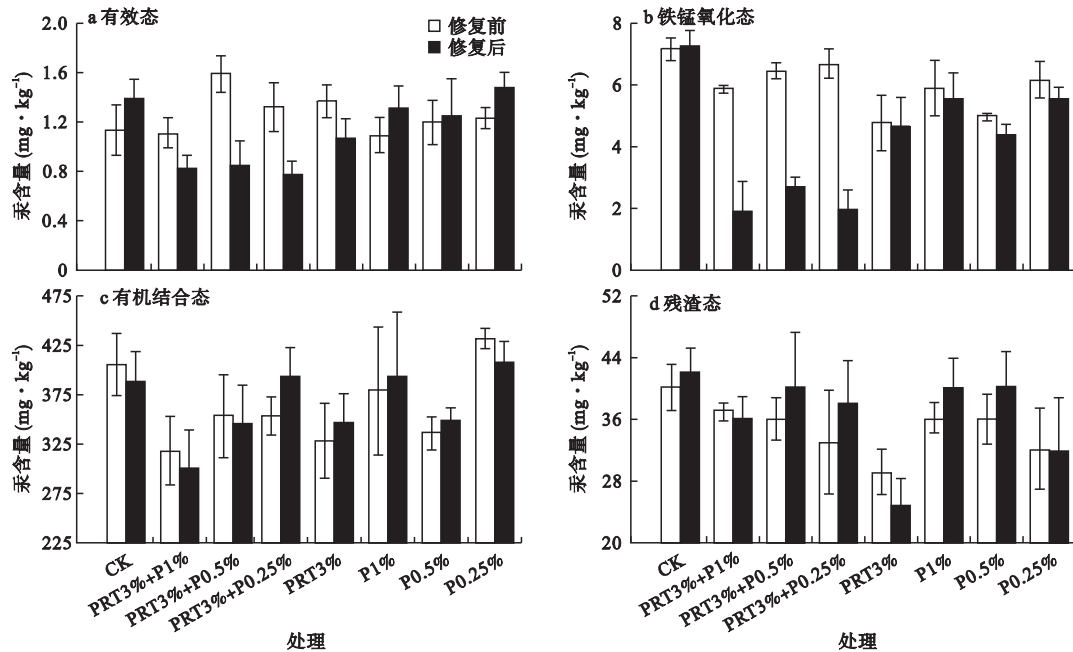 a 有效态
修复前
修复后
2.0
1.6
1.2
0.8
0.4
0
汞含量 (mg·kg⁻¹)
b 铁锰氧化态
8
6
4
2
0
汞含量 (mg·kg⁻¹)
c 有机结合态
475
425
375
325
275
225
汞含量 (mg·kg⁻¹)
CK
PRT3%+P1%
PRT3%+P0.5%
PRT3%+P0.25%
PRT3%
P1%
P0.5%
P0.25%
处理
d 残渣态
52
44
36
28
20
汞含量 (mg·kg⁻¹)
CK
PRT3%+P1%
PRT3%+P0.5%
PRT3%+P0.25%
PRT3%
P1%
P0.5%
P0.25%
处理